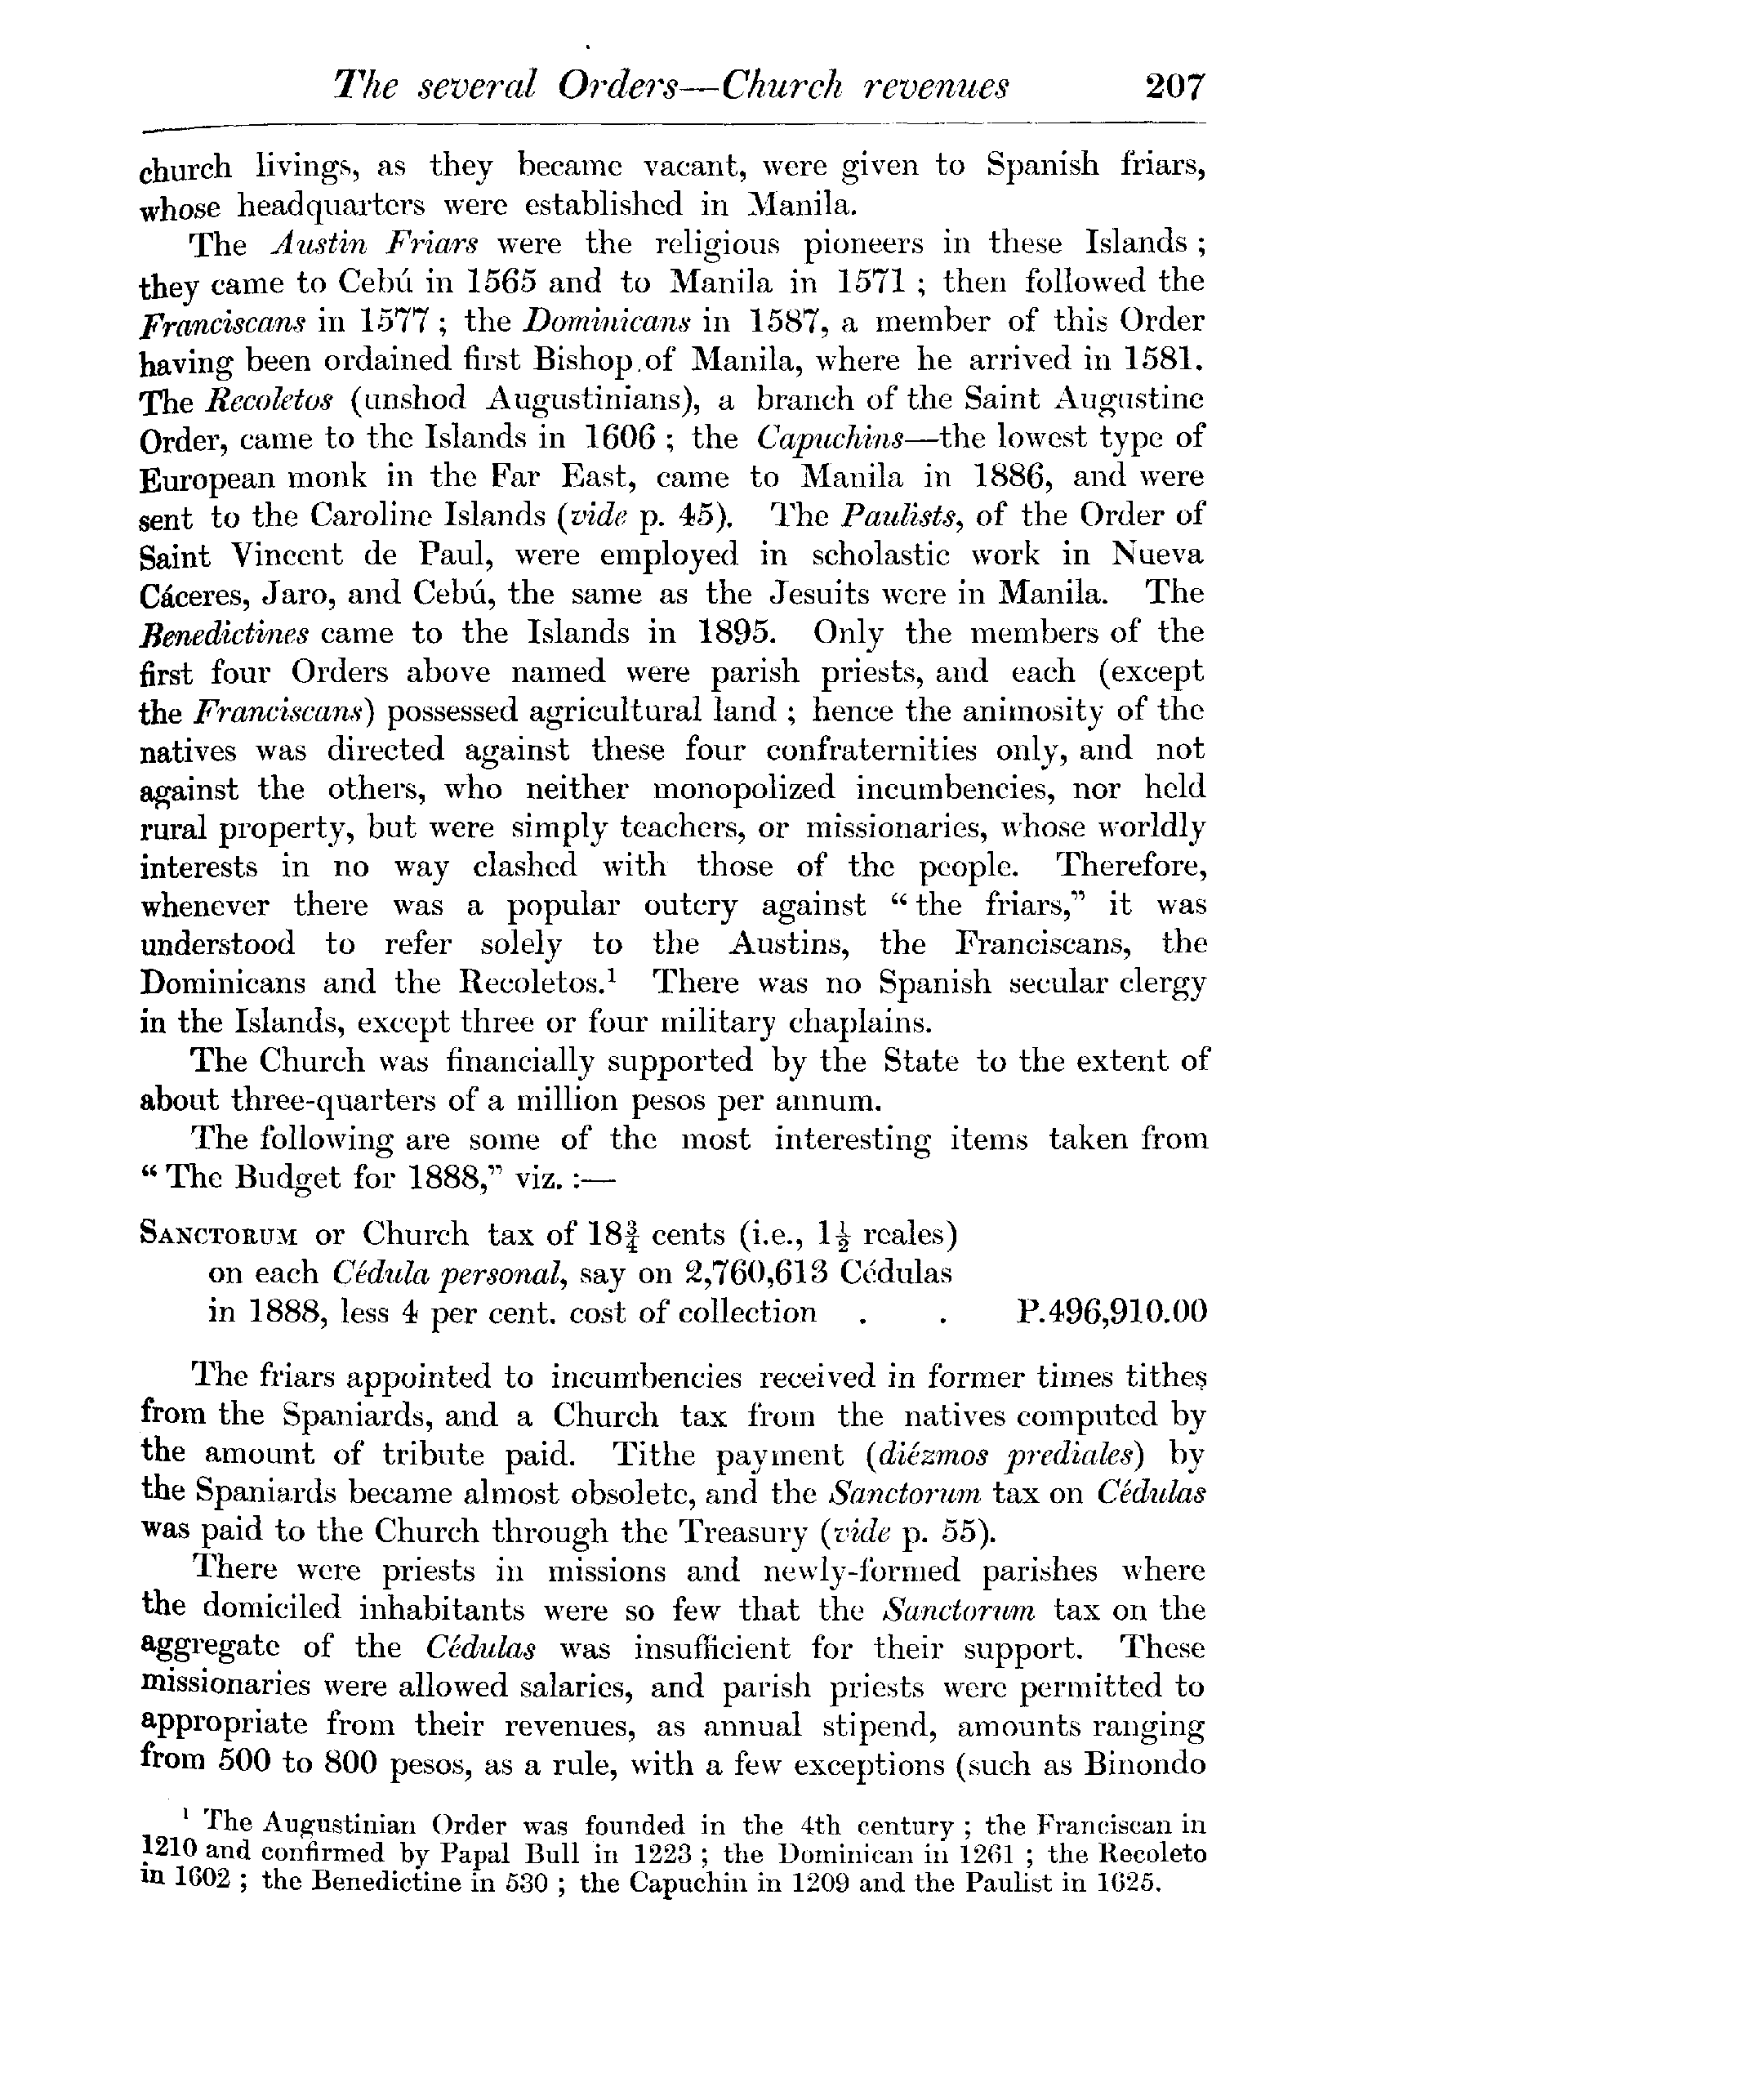 The several Orders—Church revenues 207
church livings, as they became vacant, were given to Spanish friars,
whose headquarters were established in Manila.
The Austin Friars were the religious pioneers in these Islands ;
they came to Cebú in 1565 and to Manila in 1571 ; then followed the
Franciscans in 1577 ; the Dominicans in 1587, a member of this Order
having been ordained first Bishop of Manila, where he arrived in 1581.
The Recoletos (unshod Augustinians), a branch of the Saint Augustine
Order, came to the Islands in 1606 ; the Capuchins—the lowest type of
European monk in the Far East, came to Manila in 1886, and were
sent to the Caroline Islands (vide p. 45). The Paulists, of the Order of
Saint Vincent de Paul, were employed in scholastic work in Nueva
Cáceres, Jaro, and Cebú, the same as the Jesuits were in Manila. The
Benedictines came to the Islands in 1895. Only the members of the
first four Orders above named were parish priests, and each (except
the Franciscans) possessed agricultural land ; hence the animosity of the
natives was directed against these four confraternities only, and not
against the others, who neither monopolized incumbencies, nor held
rural property, but were simply teachers, or missionaries, whose worldly
interests in no way clashed with those of the people. Therefore,
whenever there was a popular outcry against “ the friars,” it was
understood to refer solely to the Austins, the Franciscans, the
Dominicans and the Recoletos.¹ There was no Spanish secular clergy
in the Islands, except three or four military chaplains.
The Church was financially supported by the State to the extent of
about three-quarters of a million pesos per annum.
The following are some of the most interesting items taken from
“ The Budget for 1888,” viz. :—
SANCTORUM or Church tax of 18¾ cents (i.e., 1½ reales)
on each Cédula personal, say on 2,760,613 Cédulas
in 1888, less 4 per cent. cost of collection . . P.496,910.00
The friars appointed to incumbencies received in former times tithes
from the Spaniards, and a Church tax from the natives computed by
the amount of tribute paid. Tithe payment (diézmos prediales) by
the Spaniards became almost obsolete, and the Sanctorum tax on Cédulas
was paid to the Church through the Treasury (vide p. 55).
There were priests in missions and newly-formed parishes where
the domiciled inhabitants were so few that the Sanctorum tax on the
aggregate of the Cédulas was insufficient for their support. These
missionaries were allowed salaries, and parish priests were permitted to
appropriate from their revenues, as annual stipend, amounts ranging
from 500 to 800 pesos, as a rule, with a few exceptions (such as Binondo
¹ The Augustinian Order was founded in the 4th century ; the Franciscan in
1210 and confirmed by Papal Bull in 1223 ; the Dominican in 1261 ; the Recoleto
in 1602 ; the Benedictine in 530 ; the Capuchin in 1209 and the Paulist in 1625.